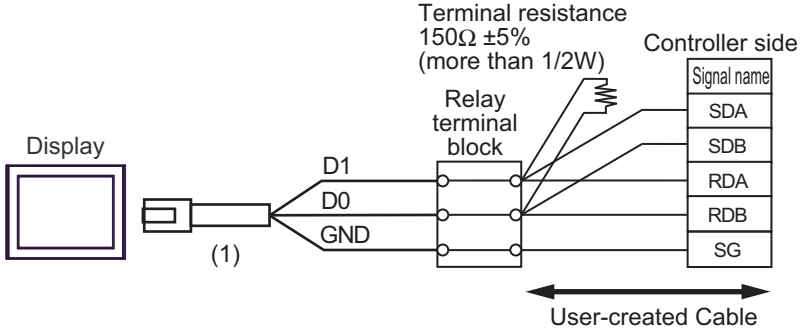 Terminal resistance
150Ω ±5%
(more than 1/2W)
Controller side
Signal name
Relay
terminal
block
SDA
SDB
Display
D1
RDA
D0
RDB
GND
SG
(1)
User-created Cable